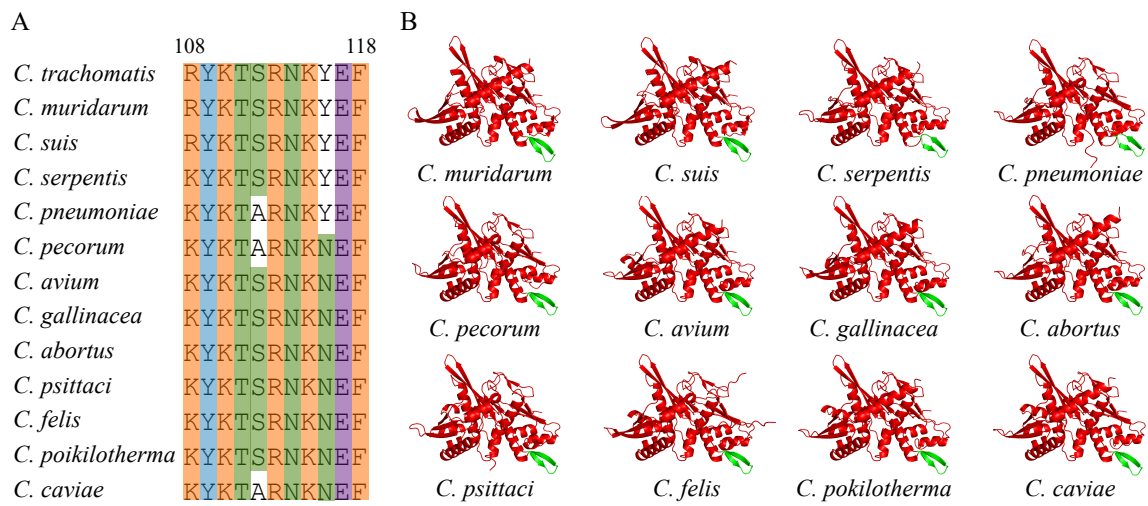 A
B
108 118
C. trachomatis RYKTSRNKYEF
C. muridarum RYKTSRNKYEF
C. suis RYKTSRNKYEF
C. serpentis KYKTSRNKYEF
C. pneumoniae KYKTARNKYEF
C. pecorum KYKTARNKNEF
C. avium KYKTSRNKNEF
C. gallinacea KYKTSRNKNEF
C. abortus KYKTSRNKNEF
C. psittaci KYKTSRNKNEF
C. felis KYKTSRNKNEF
C. poikilotherma KYKTSRNKNEF
C. caviae KYKTARNKNEF
C. muridarum C. suis C. serpentis C. pneumoniae
C. pecorum C. avium C. gallinacea C. abortus
C. psittaci C. felis C. pokilotherma C. caviae